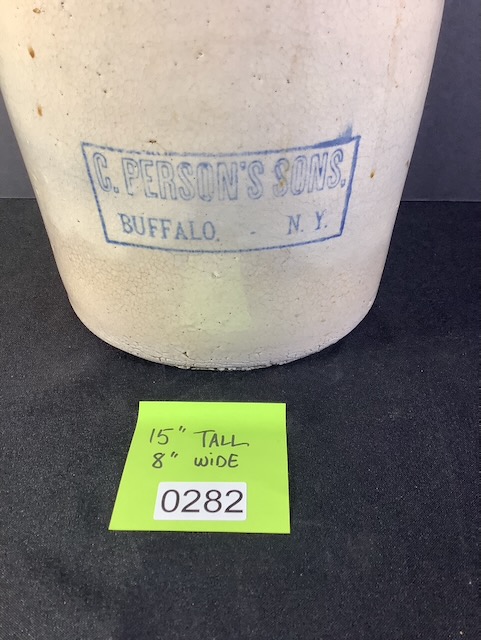 C. PERSON'S SONS.
BUFFALO. - N. Y.
15" TALL
8" WIDE
0282